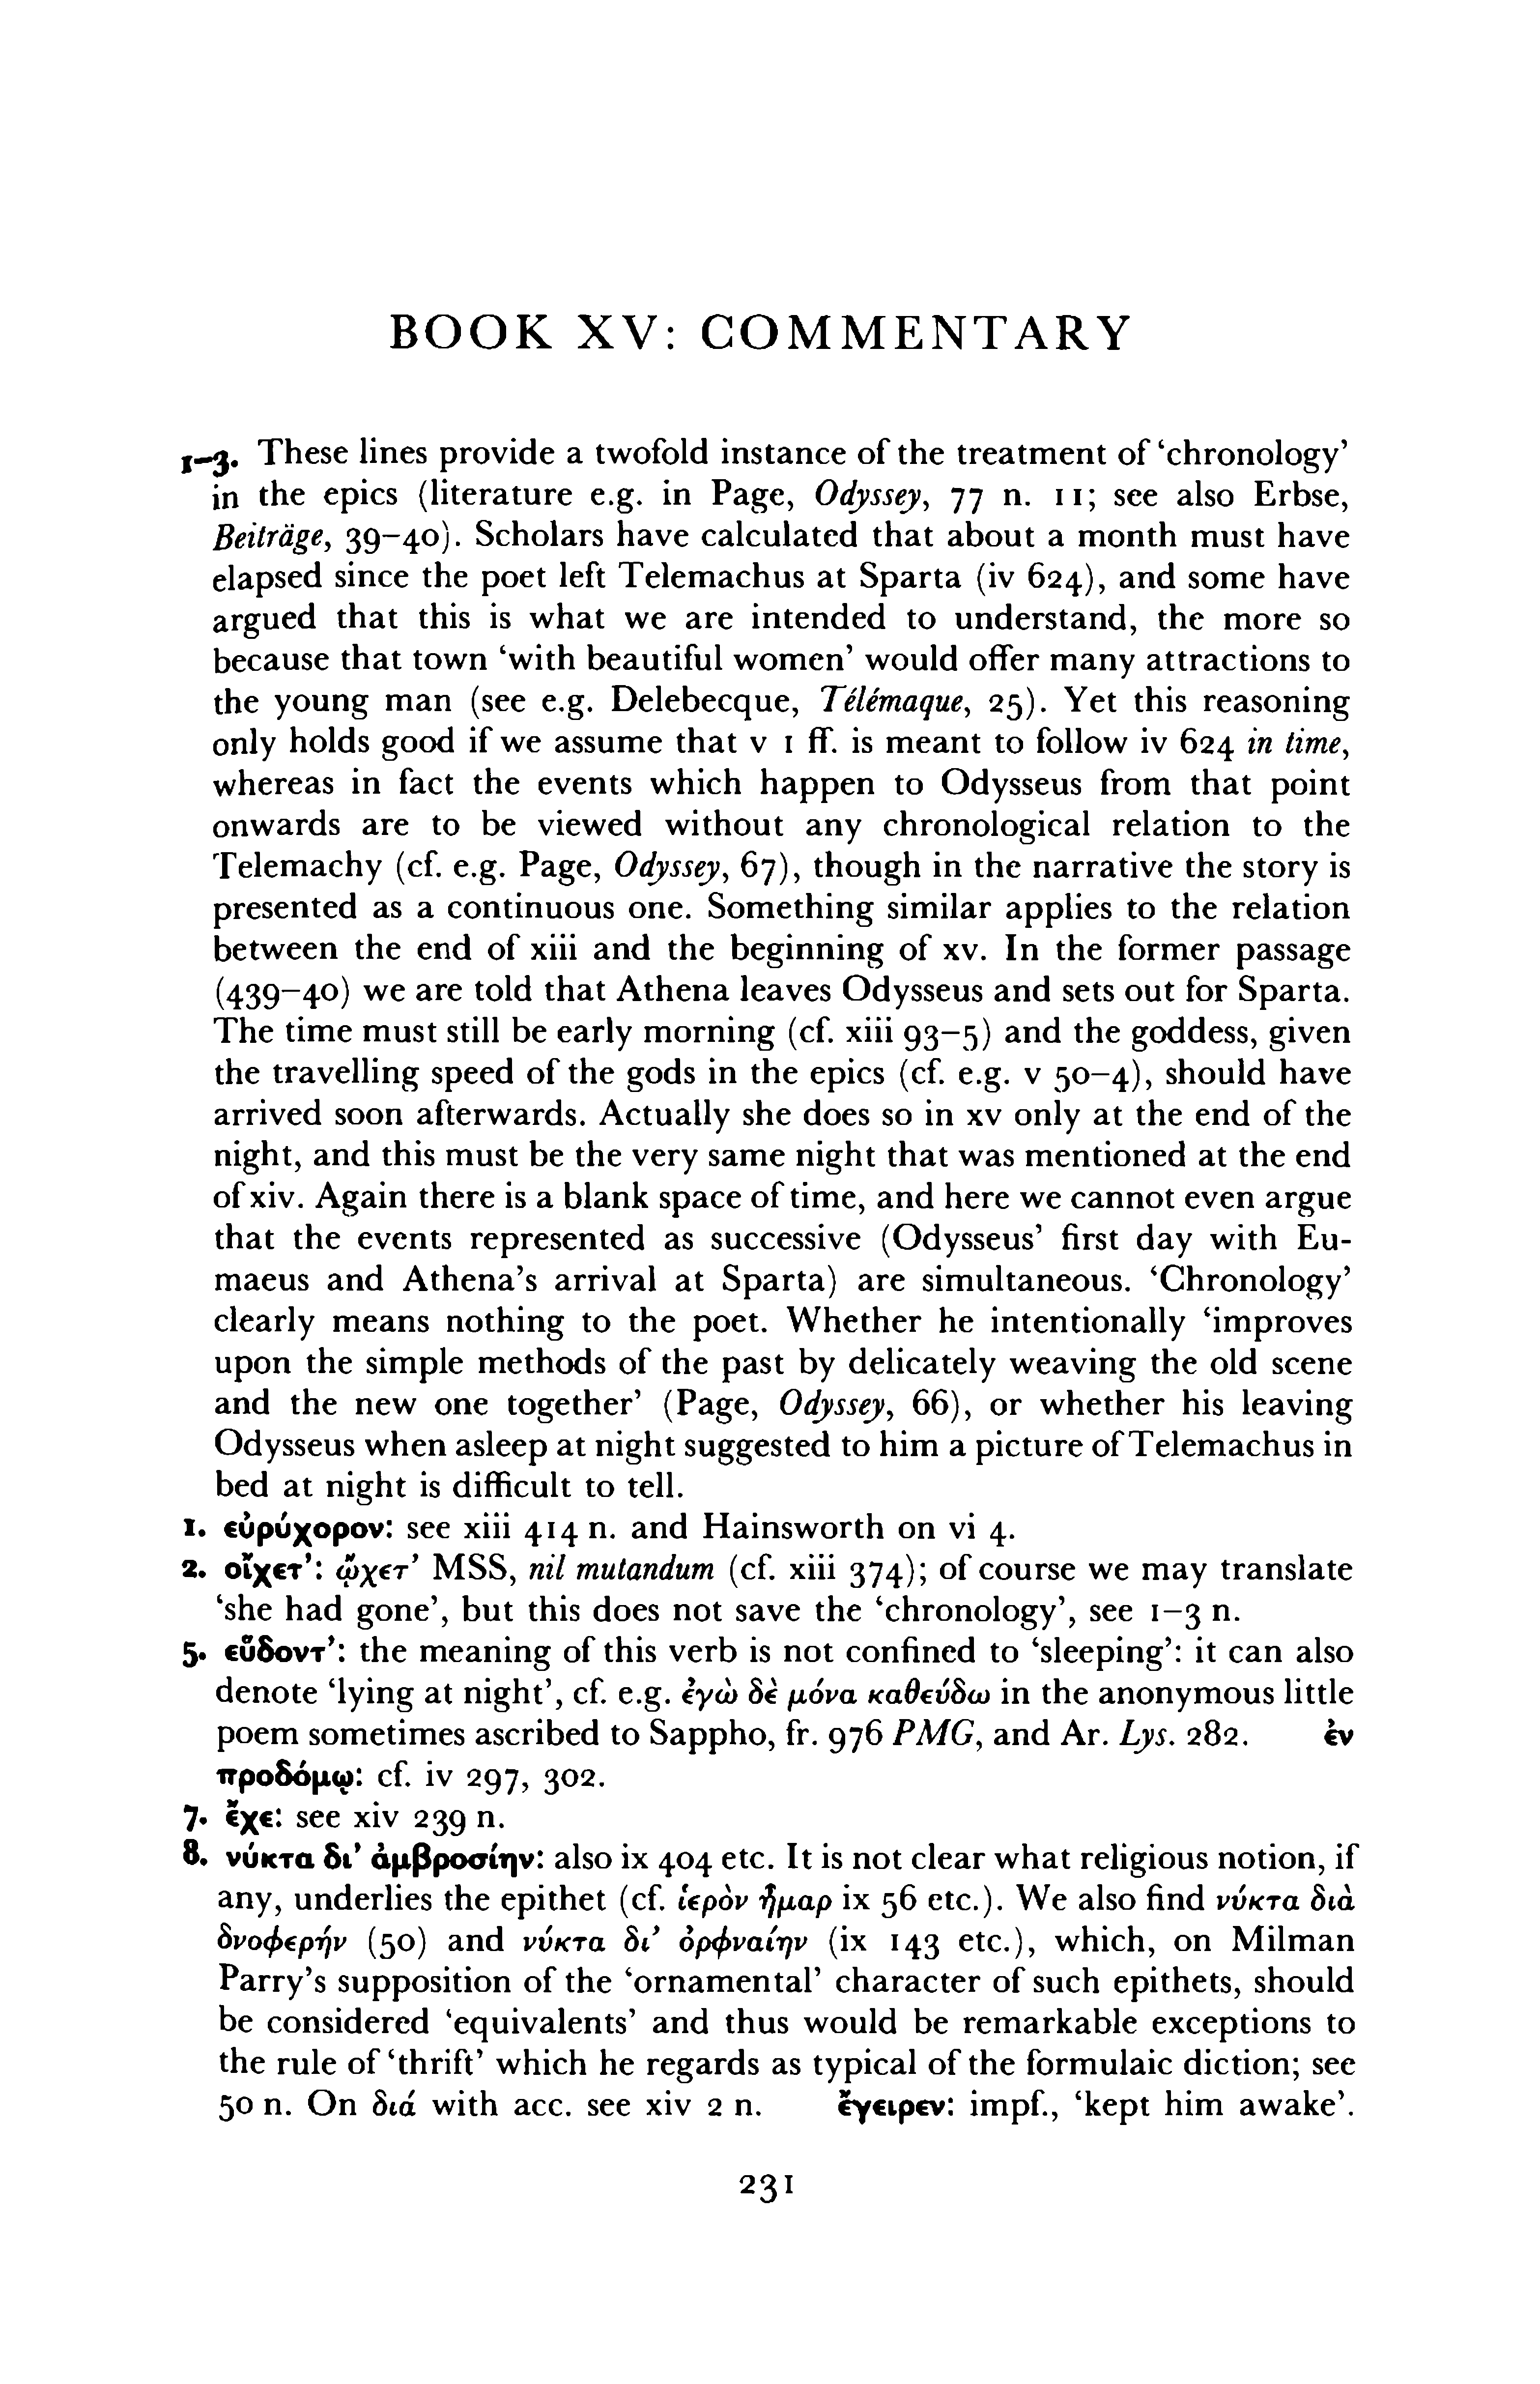 BOOK XV: COMMENTARY
1–3. These lines provide a twofold instance of the treatment of ‘chronology’
in the epics (literature e.g. in Page, Odyssey, 77 n. 11; see also Erbse,
Beiträge, 39–40). Scholars have calculated that about a month must have
elapsed since the poet left Telemachus at Sparta (iv 624), and some have
argued that this is what we are intended to understand, the more so
because that town ‘with beautiful women’ would offer many attractions to
the young man (see e.g. Delebecque, Télémaque, 25). Yet this reasoning
only holds good if we assume that v 1 ff. is meant to follow iv 624 in time,
whereas in fact the events which happen to Odysseus from that point
onwards are to be viewed without any chronological relation to the
Telemachy (cf. e.g. Page, Odyssey, 67), though in the narrative the story is
presented as a continuous one. Something similar applies to the relation
between the end of xiii and the beginning of xv. In the former passage
(439–40) we are told that Athena leaves Odysseus and sets out for Sparta.
The time must still be early morning (cf. xiii 93–5) and the goddess, given
the travelling speed of the gods in the epics (cf. e.g. v 50–4), should have
arrived soon afterwards. Actually she does so in xv only at the end of the
night, and this must be the very same night that was mentioned at the end
of xiv. Again there is a blank space of time, and here we cannot even argue
that the events represented as successive (Odysseus’ first day with Eu-
maeus and Athena’s arrival at Sparta) are simultaneous. ‘Chronology’
clearly means nothing to the poet. Whether he intentionally ‘improves
upon the simple methods of the past by delicately weaving the old scene
and the new one together’ (Page, Odyssey, 66), or whether his leaving
Odysseus when asleep at night suggested to him a picture of Telemachus in
bed at night is difficult to tell.
1. εὐρύχορον: see xiii 414 n. and Hainsworth on vi 4.
2. οἴχετ’: ᾤχετ’ MSS, nil mutandum (cf. xiii 374); of course we may translate
‘she had gone’, but this does not save the ‘chronology’, see 1–3 n.
5. εὕδοντ’: the meaning of this verb is not confined to ‘sleeping’: it can also
denote ‘lying at night’, cf. e.g. ἐγὼ δὲ μόνα καθεύδω in the anonymous little
poem sometimes ascribed to Sappho, fr. 976 PMG, and Ar. Lys. 282. ἐν
προδόμῳ: cf. iv 297, 302.
7. ἔχε: see xiv 239 n.
8. νύκτα δι’ ἀμβροσίην: also ix 404 etc. It is not clear what religious notion, if
any, underlies the epithet (cf. ἱερὸν ἦμαρ ix 56 etc.). We also find νύκτα διὰ
δνοφερήν (50) and νύκτα δι’ ὀρφναίην (ix 143 etc.), which, on Milman
Parry’s supposition of the ‘ornamental’ character of such epithets, should
be considered ‘equivalents’ and thus would be remarkable exceptions to
the rule of ‘thrift’ which he regards as typical of the formulaic diction; see
50 n. On διά with acc. see xiv 2 n. ἔγειρεν: impf., ‘kept him awake’.
231